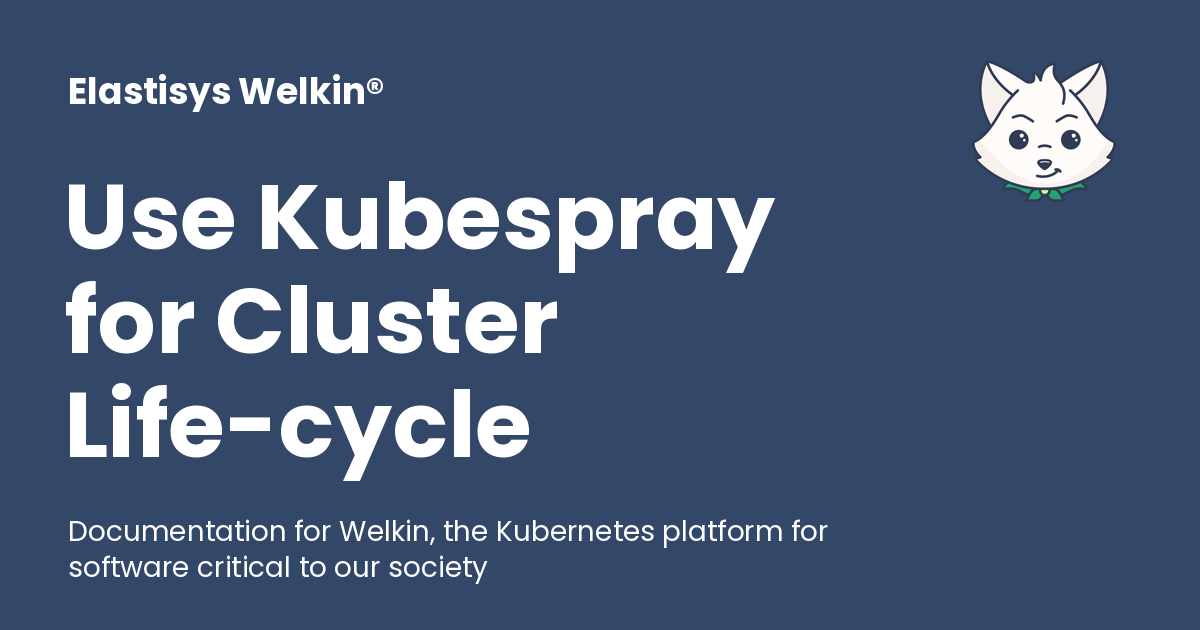 Elastisys Welkin®
Use Kubespray
for Cluster
Life-cycle
Documentation for Welkin, the Kubernetes platform for
software critical to our society